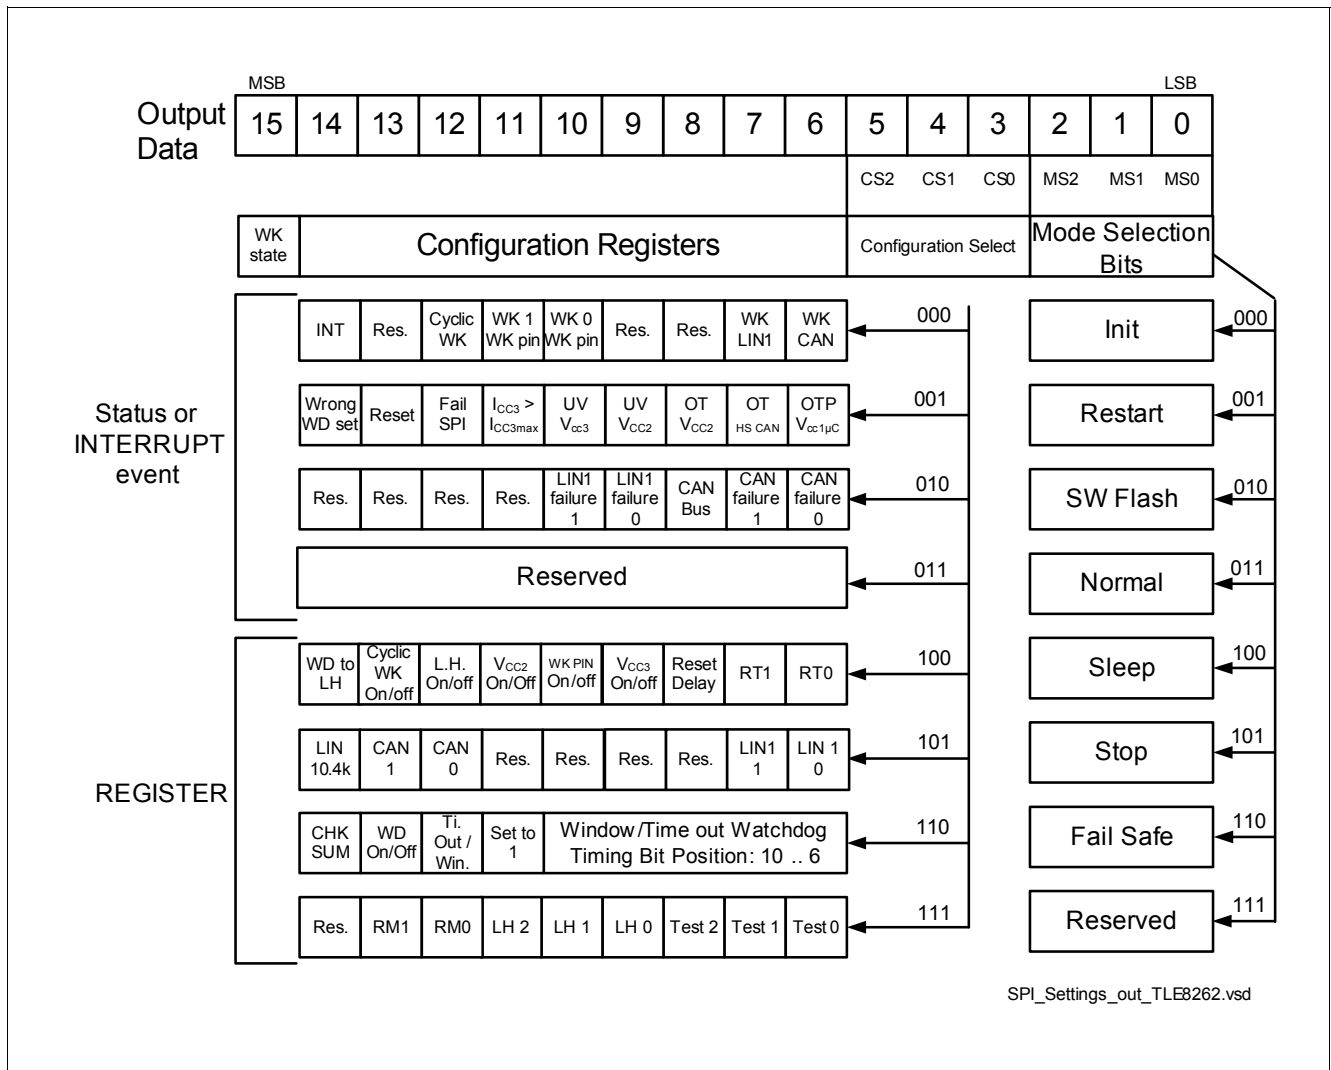 MSB
LSB
Output
Data
15 14 13 12 11 10 9 8 7 6 5 4 3 2 1 0
CS2 CS1 CS0 MS2 MS1 MS0
WK
state
Configuration Registers
Configuration Select
Mode Selection
Bits
Status or
INTERRUPT
event
INT
Res.
Cyclic
WK
WK 1
WK pin
WK 0
WK pin
Res.
Res.
WK
LIN1
WK
CAN
000
Init
000
Wrong
WD set
Reset
Fail
SPI
ICC3 >
ICC3max
UV
Vcc3
UV
VCC2
OT
VCC2
OT
HS CAN
OTP
Vcc1µC
001
Restart
001
Res.
Res.
Res.
Res.
LIN1
failure
1
LIN1
failure
0
CAN
Bus
CAN
failure
1
CAN
failure
0
010
SW Flash
010
Reserved
011
Normal
011
REGISTER
WD to
LH
Cyclic
WK
On/off
L.H.
On/off
VCC2
On/Off
WK PIN
On/off
VCC3
On/off
Reset
Delay
RT1
RT0
100
Sleep
100
LIN
10.4k
CAN
1
CAN
0
Res.
Res.
Res.
Res.
LIN1
1
LIN 1
0
101
Stop
101
CHK
SUM
WD
On/Off
Ti.
Out /
Win.
Set to
1
Window/Time out Watchdog
Timing Bit Position: 10 .. 6
110
Fail Safe
110
Res.
RM1
RM0
LH 2
LH 1
LH 0
Test 2
Test 1
Test 0
111
Reserved
111
SPI_Settings_out_TLE8262.vsd